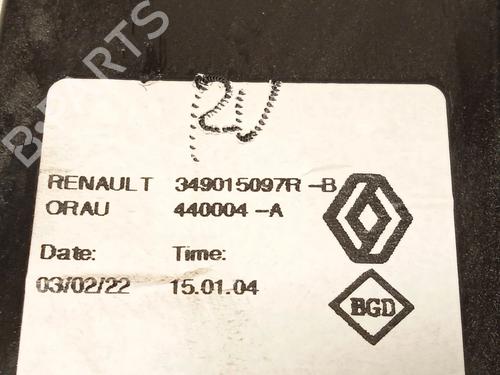 B-PARTS
RENAULT 349015097R -B
ORAU 440004 -A
Date: Time:
03/02/22 15.01.04
BGD